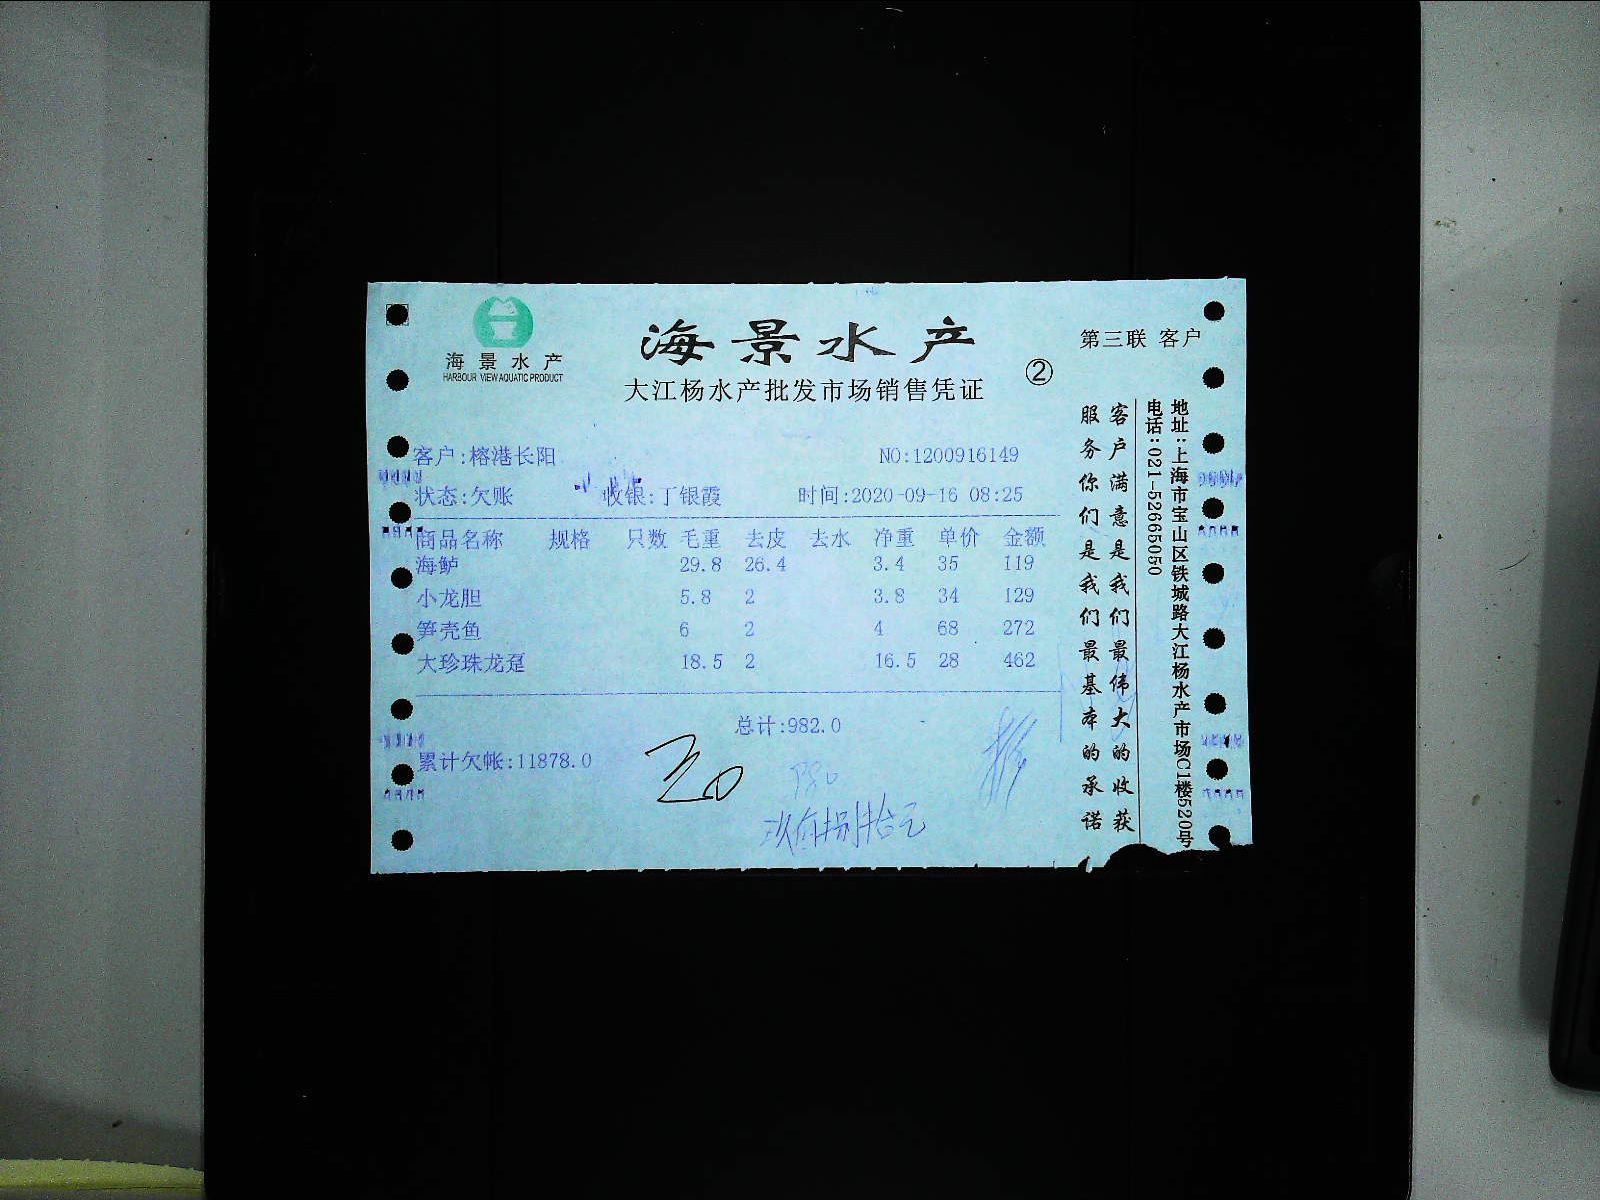 海景水产
HARBOUR VIEW AQUATIC PRODUCT
海景水产
大江杨水产批发市场销售凭证
②
第三联 客户
客户:榕港长阳 NO:1200916149
状态:欠账 收银:丁银霞 时间:2020-09-16 08:25
商品名称 规格 只数 毛重 去皮 去水 净重 单价 金额
海鲈 29.8 26.4 3.4 35 119
小龙胆 5.8 2 3.8 34 129
笋壳鱼 6 2 4 68 272
大珍珠龙趸 18.5 2 16.5 28 462
总计:982.0
累计欠帐:11878.0
980
玖佰捌拾元
客户满意是我们最伟大的收获
服务你们是我们最基本的承诺
地址:上海市宝山区铁城路大江杨水产市场C1楼520号
电话:021-52665050